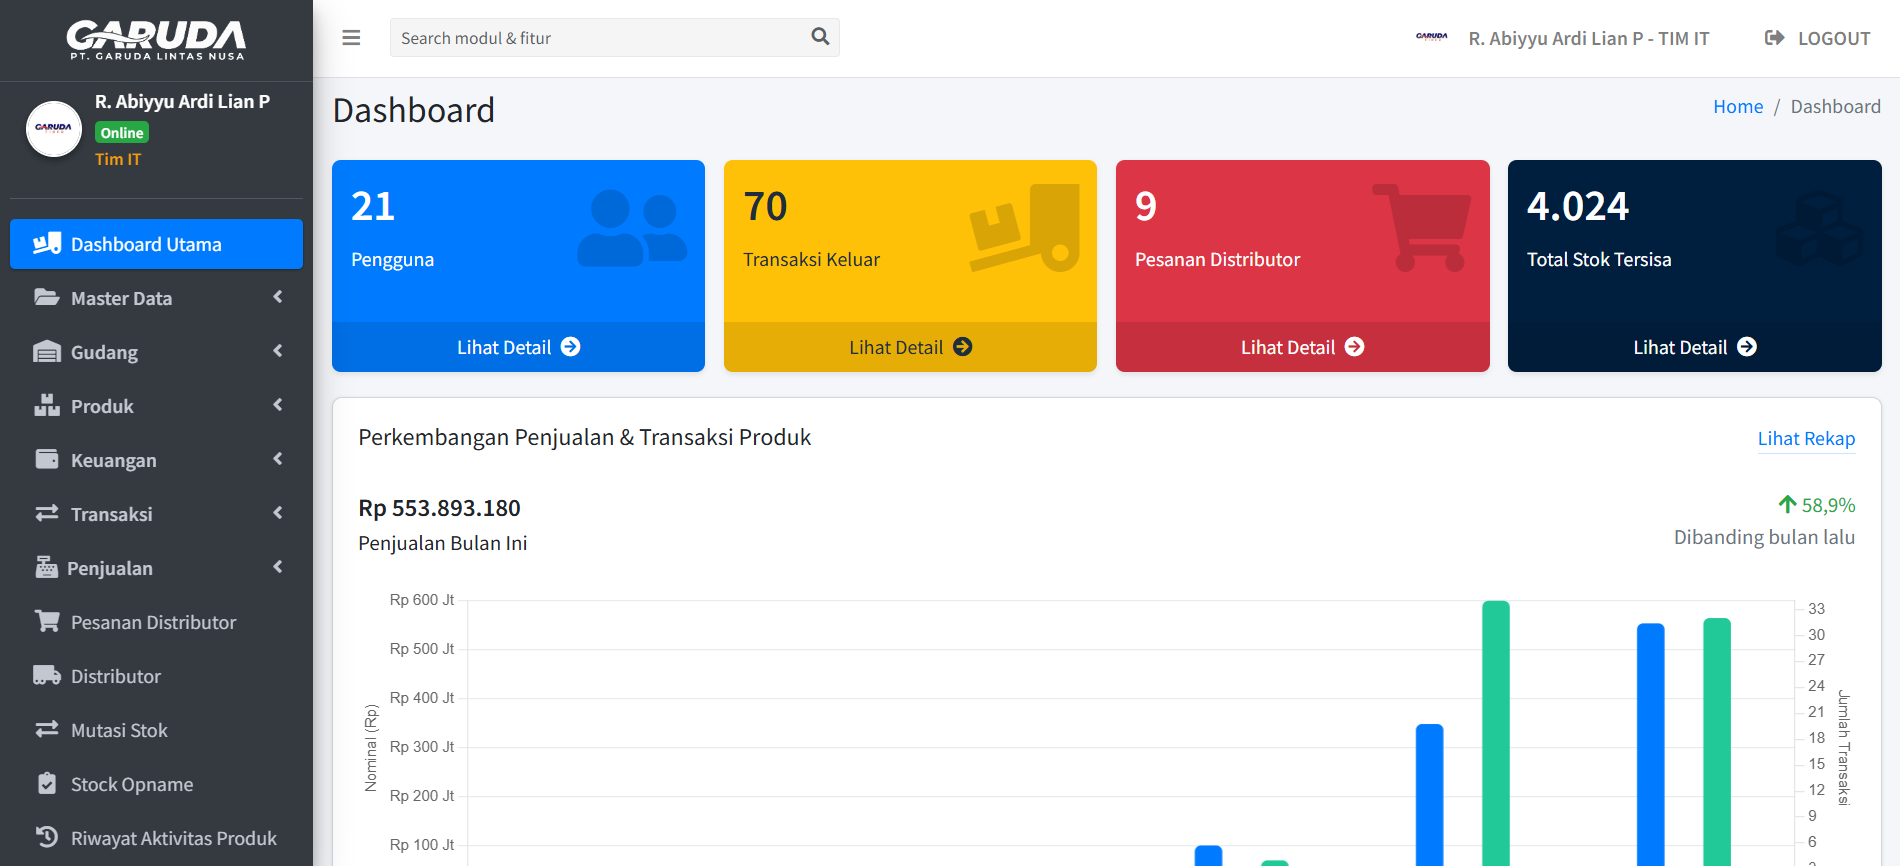 GARUDA
PT. GARUDA LINTAS NUSA
R. Abiyyu Ardi Lian P
Online
Tim IT
Dashboard Utama
Master Data
Gudang
Produk
Keuangan
Transaksi
Penjualan
Pesanan Distributor
Distributor
Mutasi Stok
Stock Opname
Riwayat Aktivitas Produk
Search modul & fitur
GARUDA
R. Abiyyu Ardi Lian P - TIM IT
LOGOUT
Dashboard
Home / Dashboard
21
Pengguna
Lihat Detail
70
Transaksi Keluar
Lihat Detail
9
Pesanan Distributor
Lihat Detail
4.024
Total Stok Tersisa
Lihat Detail
Perkembangan Penjualan & Transaksi Produk
Lihat Rekap
Rp 553.893.180
Penjualan Bulan Ini
58,9%
Dibanding bulan lalu
Nominal (Rp)
Rp 600 Jt
Rp 500 Jt
Rp 400 Jt
Rp 300 Jt
Rp 200 Jt
Rp 100 Jt
33
30
27
24
21
18
15
12
9
6
Jumlah Transaksi